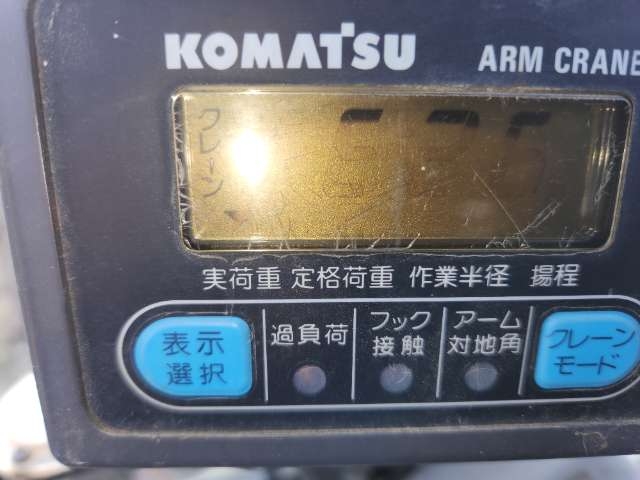 KOMATSU ARM CRANE
クレーン
実荷重 定格荷重 作業半径 揚程
表示選択
過負荷
フック接触
アーム対地角
クレーンモード